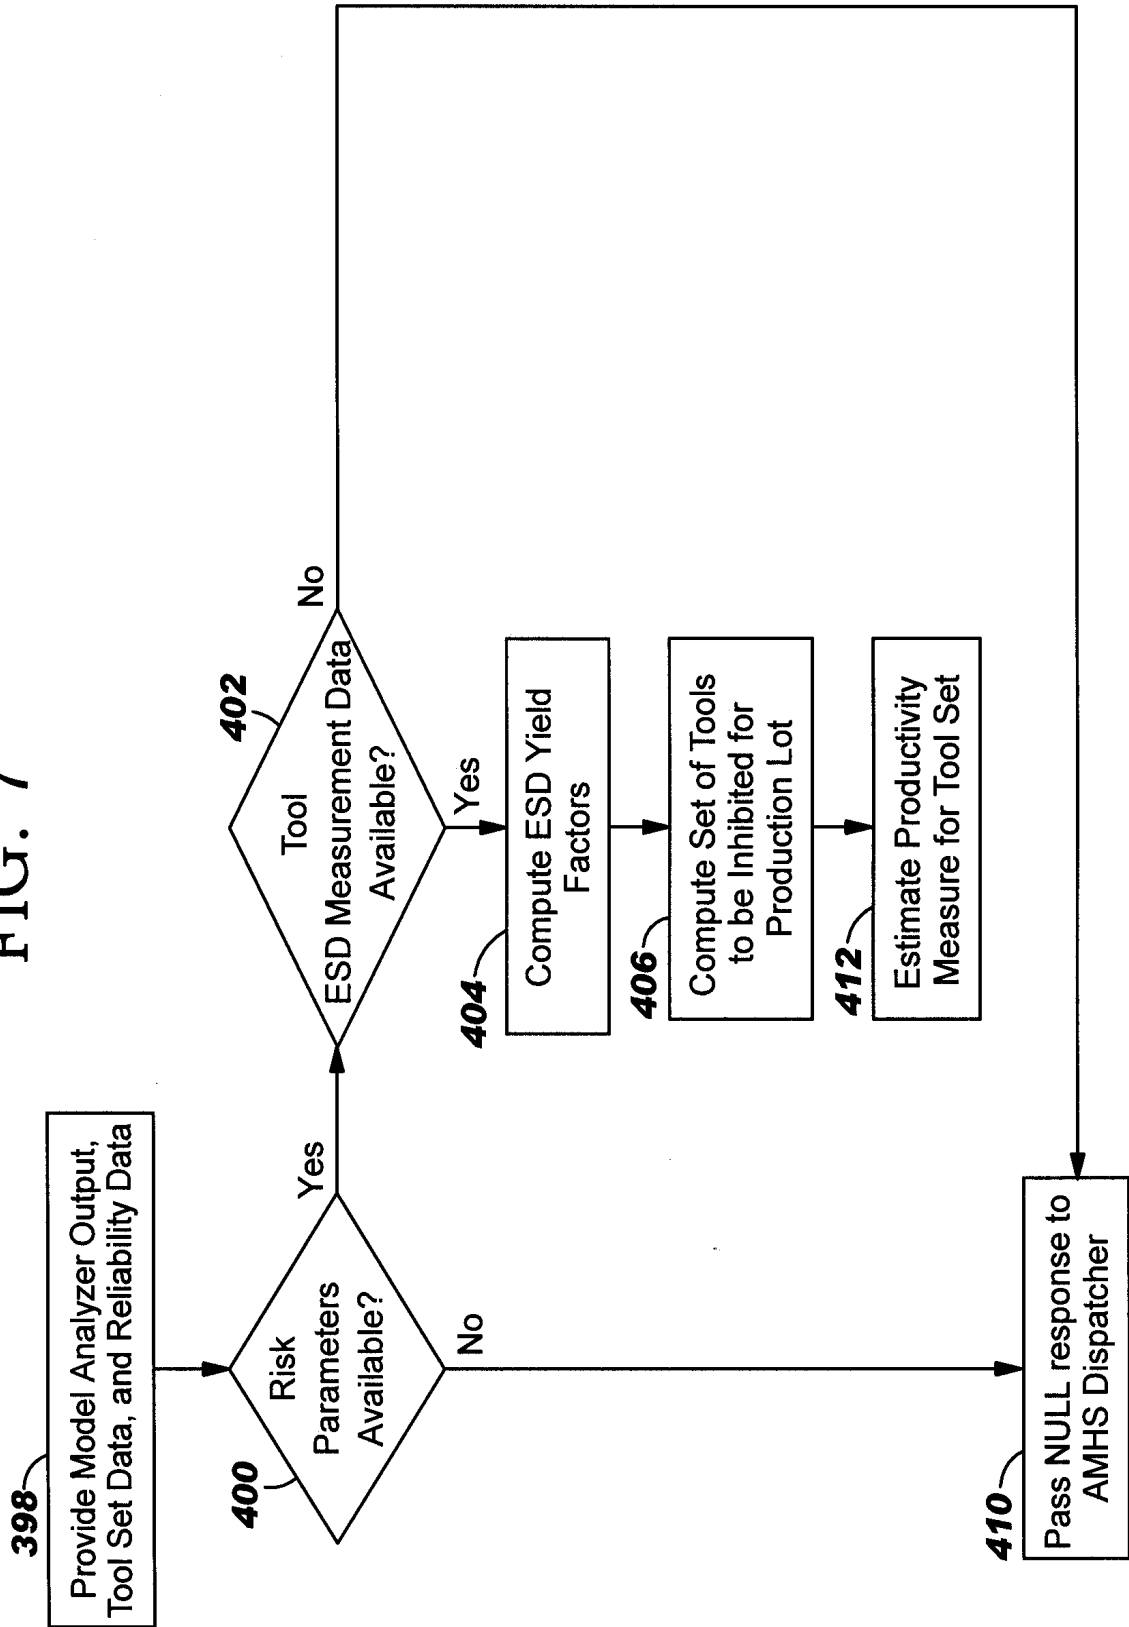 FIG. 7
398
Provide Model Analyzer Output,
Tool Set Data, and Reliability Data
400
Risk
Parameters
Available?
Yes
No
402
Tool
ESD Measurement Data
Available?
No
Yes
404
Compute ESD Yield
Factors
406
Compute Set of Tools
to be Inhibited for
Production Lot
412
Estimate Productivity
Measure for Tool Set
410
Pass NULL response to
AMHS Dispatcher